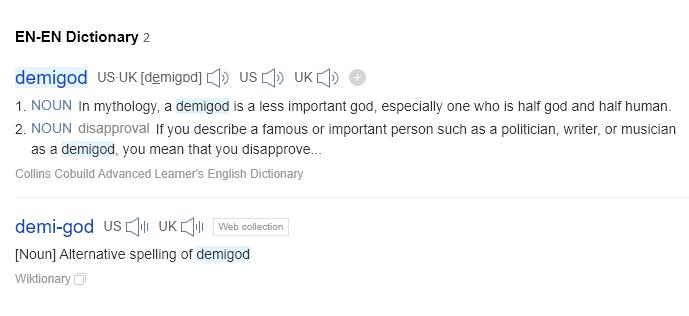 EN-EN Dictionary 2
demigod US·UK [demigɒd] US UK
1. NOUN In mythology, a demigod is a less important god, especially one who is half god and half human.
2. NOUN disapproval If you describe a famous or important person such as a politician, writer, or musician
as a demigod, you mean that you disapprove...
Collins Cobuild Advanced Learner's English Dictionary
demi-god US UK Web collection
[Noun] Alternative spelling of demigod
Wiktionary